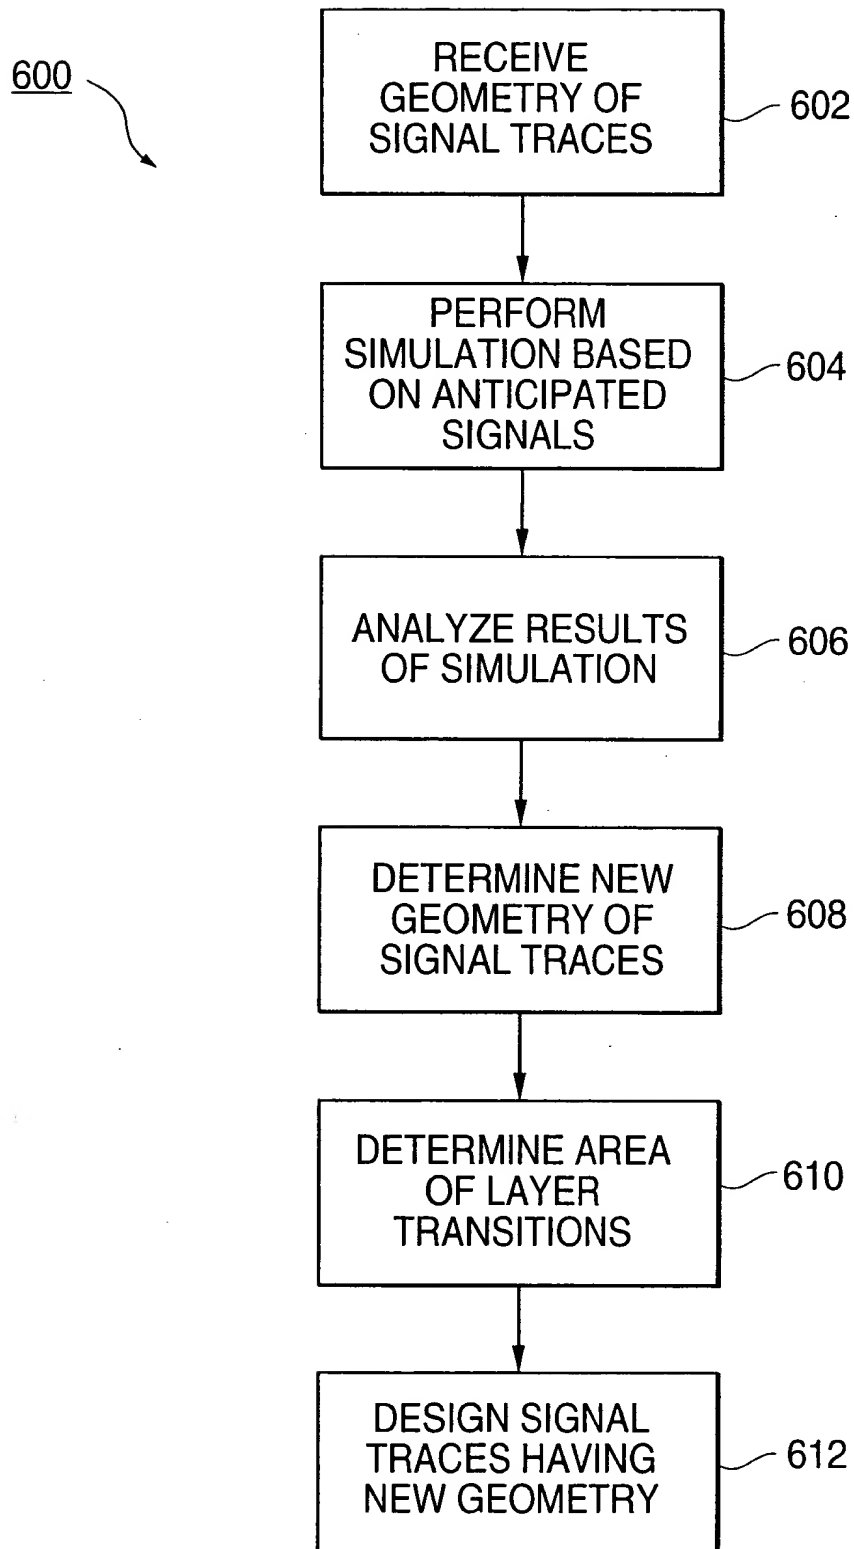 600
RECEIVE
GEOMETRY OF
SIGNAL TRACES
602
PERFORM
SIMULATION BASED
ON ANTICIPATED
SIGNALS
604
ANALYZE RESULTS
OF SIMULATION
606
DETERMINE NEW
GEOMETRY OF
SIGNAL TRACES
608
DETERMINE AREA
OF LAYER
TRANSITIONS
610
DESIGN SIGNAL
TRACES HAVING
NEW GEOMETRY
612